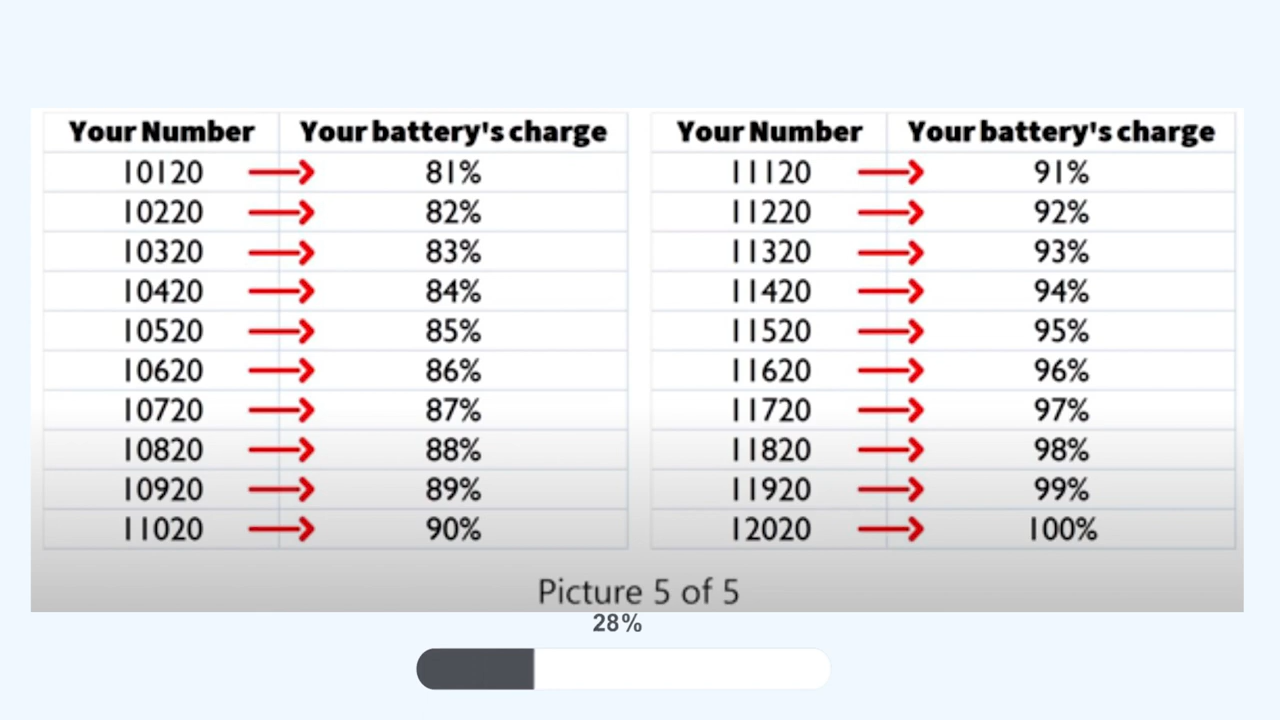 Your Number Your battery's charge Your Number Your battery's charge
10120 81% 11120 91%
10220 82% 11220 92%
10320 83% 11320 93%
10420 84% 11420 94%
10520 85% 11520 95%
10620 86% 11620 96%
10720 87% 11720 97%
10820 88% 11820 98%
10920 89% 11920 99%
11020 90% 12020 100%
Picture 5 of 5
28%